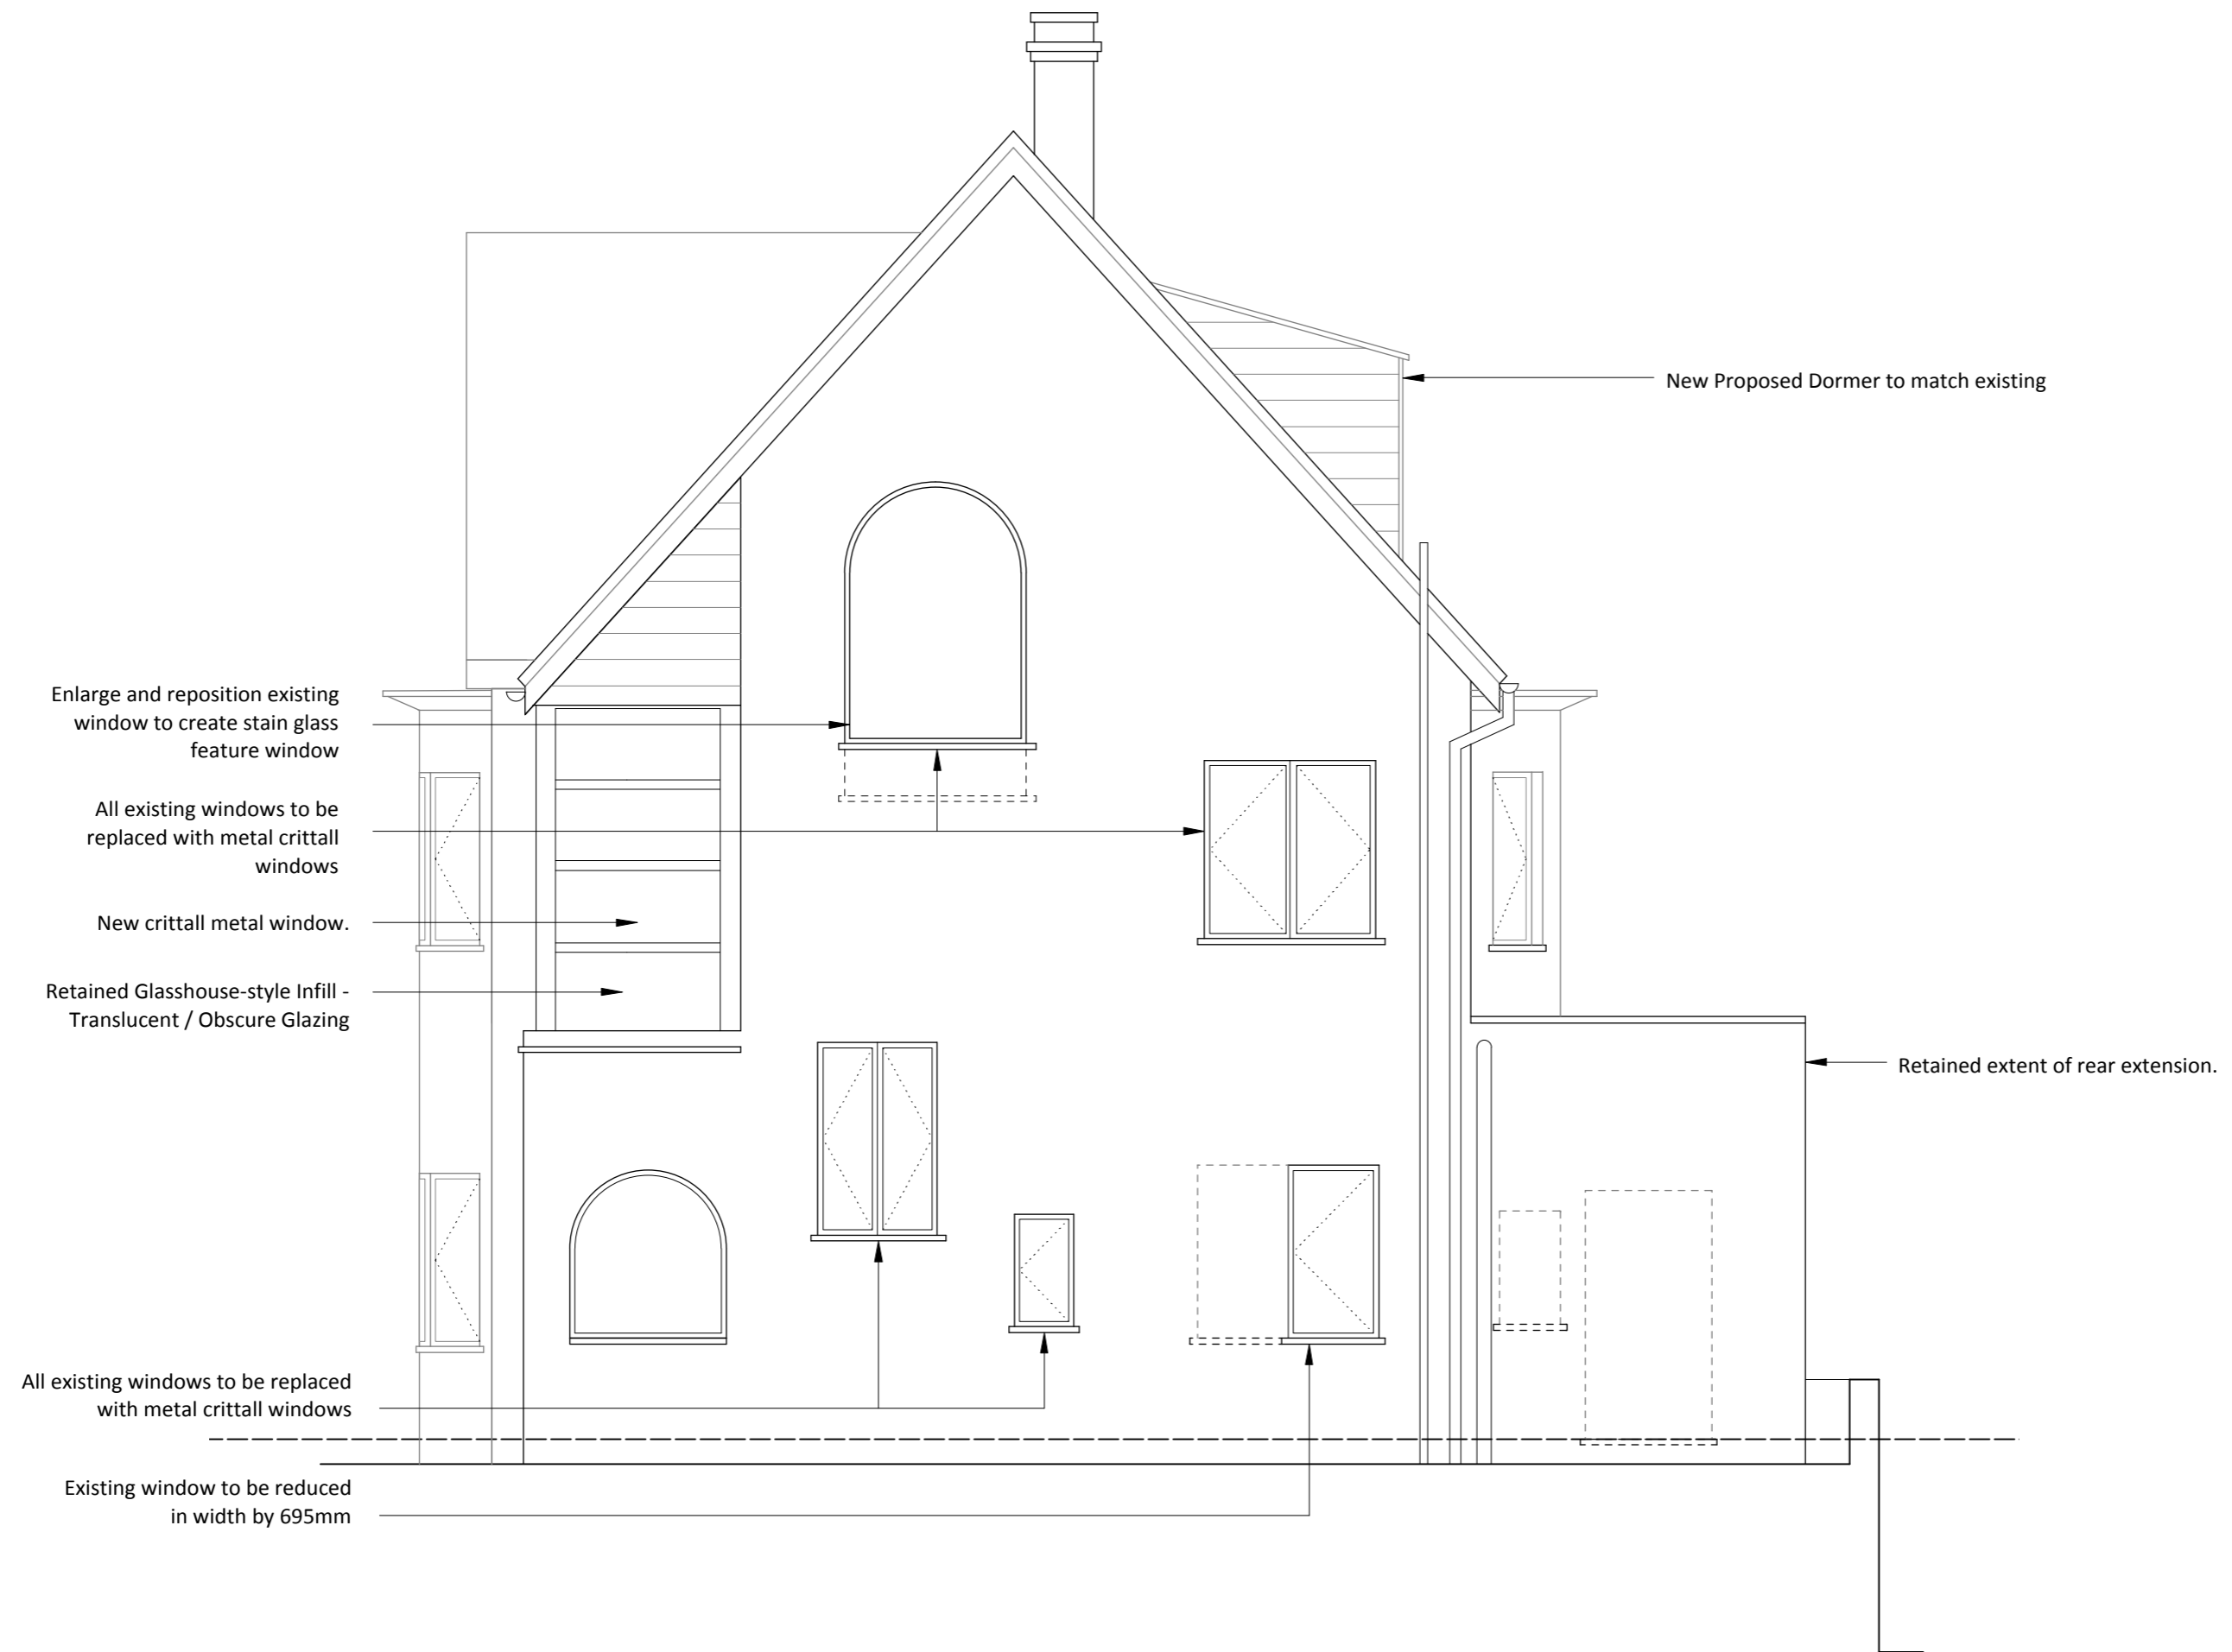 New Proposed Dormer to match existing
Enlarge and reposition existing
window to create stain glass
feature window
All existing windows to be
replaced with metal crittall
windows
New crittall metal window.
Retained Glasshouse-style Infill -
Translucent / Obscure Glazing
Retained extent of rear extension.
All existing windows to be replaced
with metal crittall windows
Existing window to be reduced
in width by 695mm